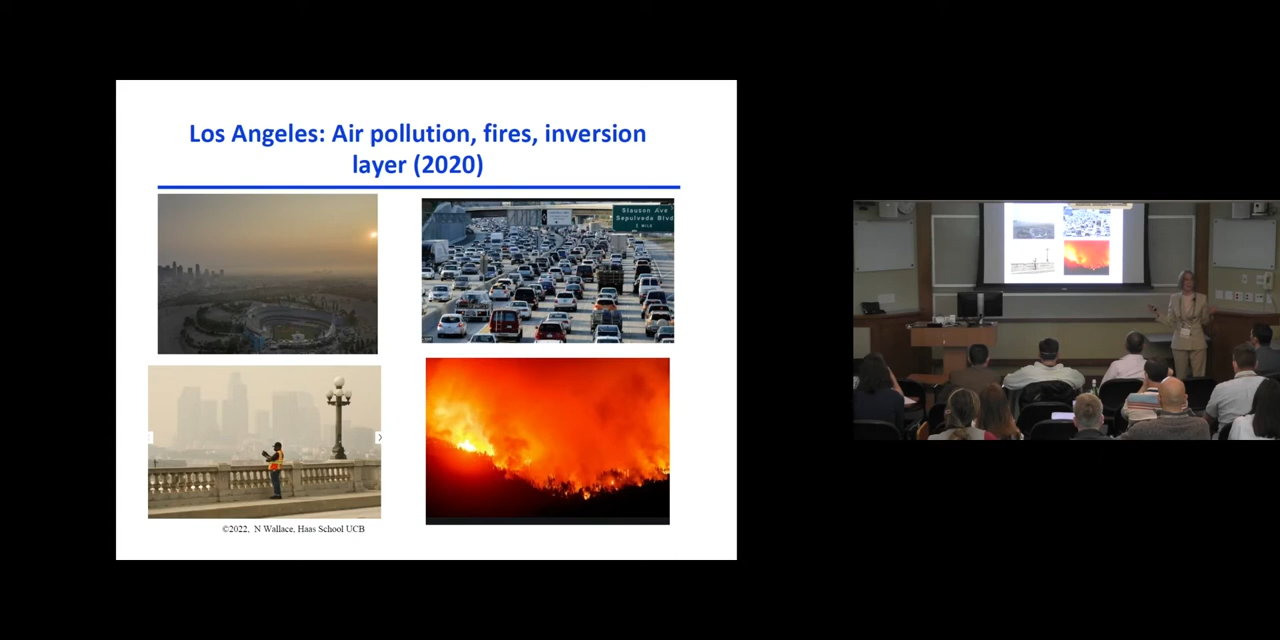 Los Angeles: Air pollution, fires, inversion
layer (2020)
Slauson Ave
Sepulveda Blvd
1 MILE
©2022, N Wallace, Haas School UCB